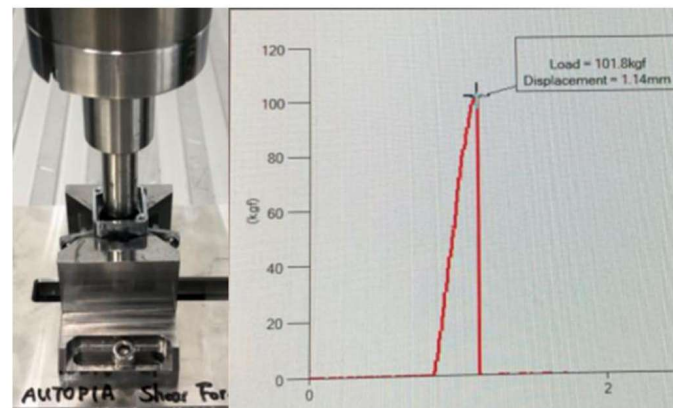 AUTOPIA Shear For
120
100
80
60
40
20
0
(kgf)
Load = 101.8kgf
Displacement = 1.14mm
0
2